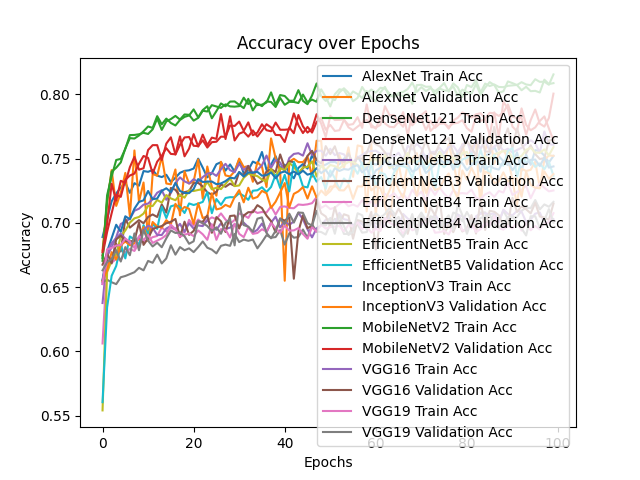 Accuracy over Epochs
Accuracy
0.80
0.75
0.70
0.65
0.60
0.55
AlexNet Train Acc
AlexNet Validation Acc
DenseNet121 Train Acc
DenseNet121 Validation Acc
EfficientNetB3 Train Acc
EfficientNetB3 Validation Acc
EfficientNetB4 Train Acc
EfficientNetB4 Validation Acc
EfficientNetB5 Train Acc
EfficientNetB5 Validation Acc
InceptionV3 Train Acc
InceptionV3 Validation Acc
MobileNetV2 Train Acc
MobileNetV2 Validation Acc
VGG16 Train Acc
VGG16 Validation Acc
VGG19 Train Acc
VGG19 Validation Acc
0 20 40 60 80 100
Epochs